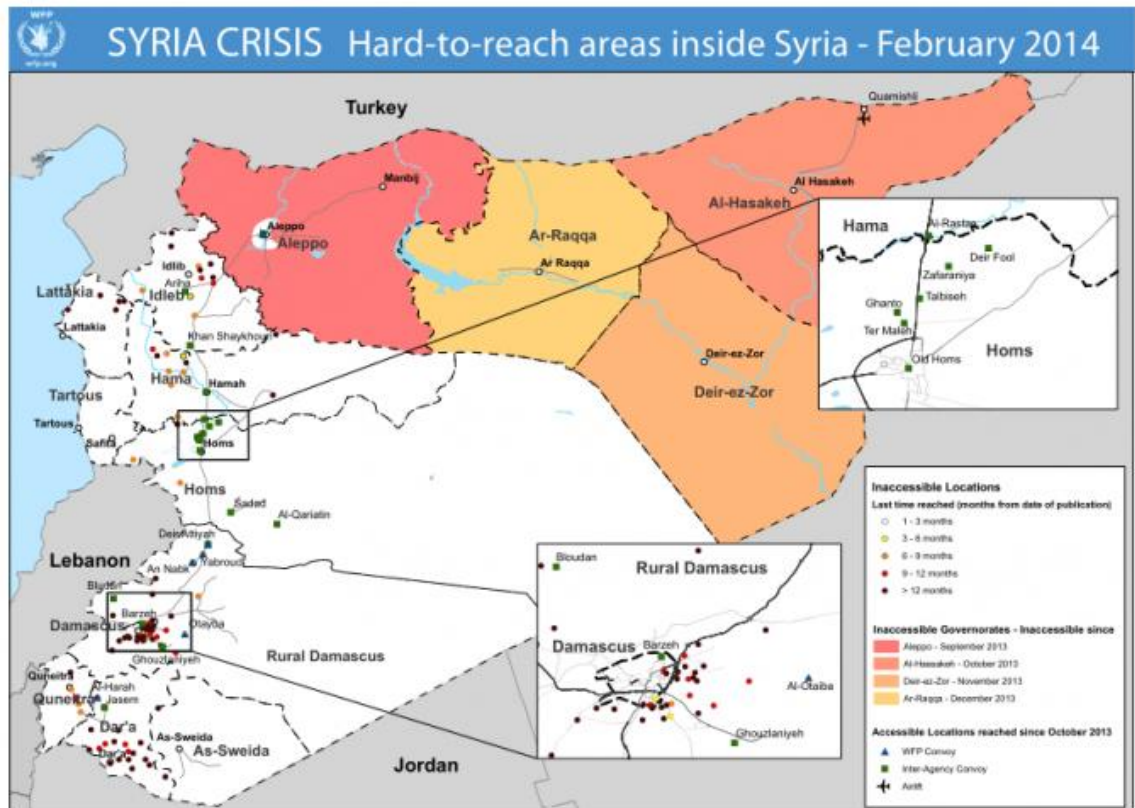 WFP
wfp.org
SYRIA CRISIS Hard-to-reach areas inside Syria - February 2014
Turkey
Quamishli
Manbij
Al Hasakeh
Al-Hasakeh
Aleppo
Aleppo
Ar-Raqqa
Ar Raqqa
Idlib
Ariha
Idleb
Lattakia
Lattakia
Khan Shaykhoun
Hama
Hamah
Deir-ez-Zor
Deir-ez-Zor
Tartous
Tartous
Safita
Homs
Homs
Saded
Al-Qariatin
Hama
Al-Rastan
Deir Fool
Zafaraniya
Talbiseh
Ghanto
Ter Maleh
Old Homs
Homs
Lebanon
An Nabk
Yabroud
Barzeh
Damascus
Otayba
Ghouzlaniyeh
Rural Damascus
Quneitra
Quneitra
Al-Harah
Jasem
Dar'a
Dar'a
As-Sweida
As-Sweida
Jordan
Bloudan
Rural Damascus
Damascus
Barzeh
Al-Otaiba
Ghouzlaniyeh
Inaccessible Locations
Last time reached (months from date of publication)
1 - 3 months
3 - 6 months
6 - 9 months
9 - 12 months
> 12 months
Inaccessible Governorates - Inaccessible since
Aleppo - September 2013
Al-Hassakeh - October 2013
Deir-ez-Zor - November 2013
Ar-Raqqa - December 2013
Accessible Locations reached since October 2013
WFP Convoy
Inter-Agency Convoy
Airlift